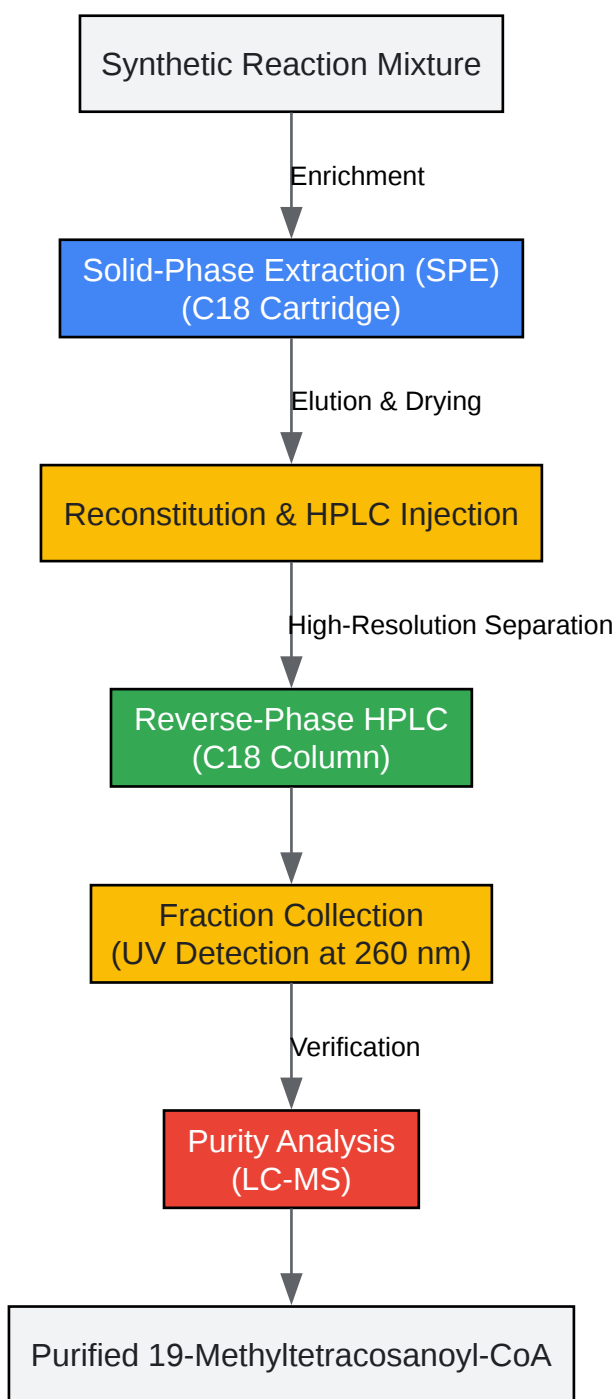 Synthetic Reaction Mixture
Enrichment
Solid-Phase Extraction (SPE)
(C18 Cartridge)
Elution & Drying
Reconstitution & HPLC Injection
High-Resolution Separation
Reverse-Phase HPLC
(C18 Column)
Fraction Collection
(UV Detection at 260 nm)
Verification
Purity Analysis
(LC-MS)
Purified 19-Methyltetracosanoyl-CoA